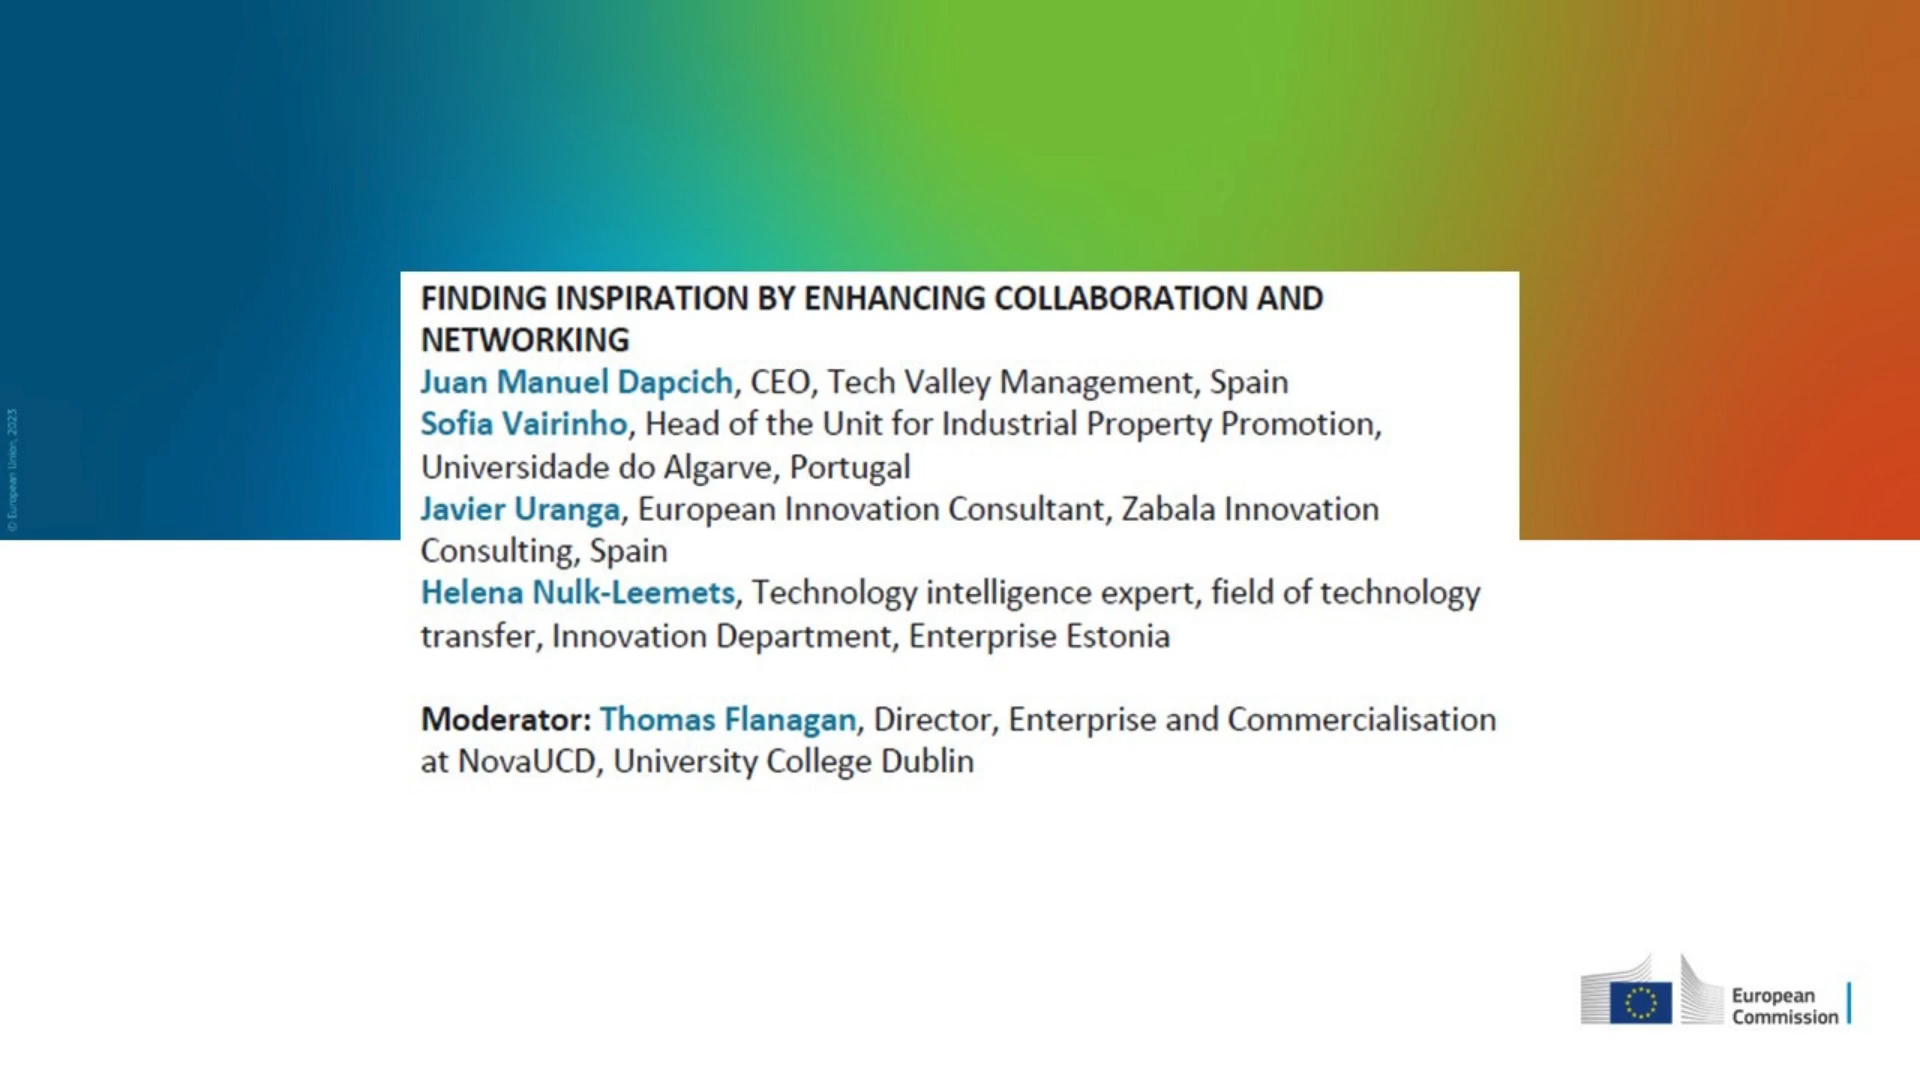 FINDING INSPIRATION BY ENHANCING COLLABORATION AND
NETWORKING
Juan Manuel Dapcich, CEO, Tech Valley Management, Spain
Sofia Vairinho, Head of the Unit for Industrial Property Promotion,
Universidade do Algarve, Portugal
Javier Uranga, European Innovation Consultant, Zabala Innovation
Consulting, Spain
Helena Nulk-Leemets, Technology intelligence expert, field of technology
transfer, Innovation Department, Enterprise Estonia
Moderator: Thomas Flanagan, Director, Enterprise and Commercialisation
at NovaUCD, University College Dublin
© European Union, 2023
European
Commission